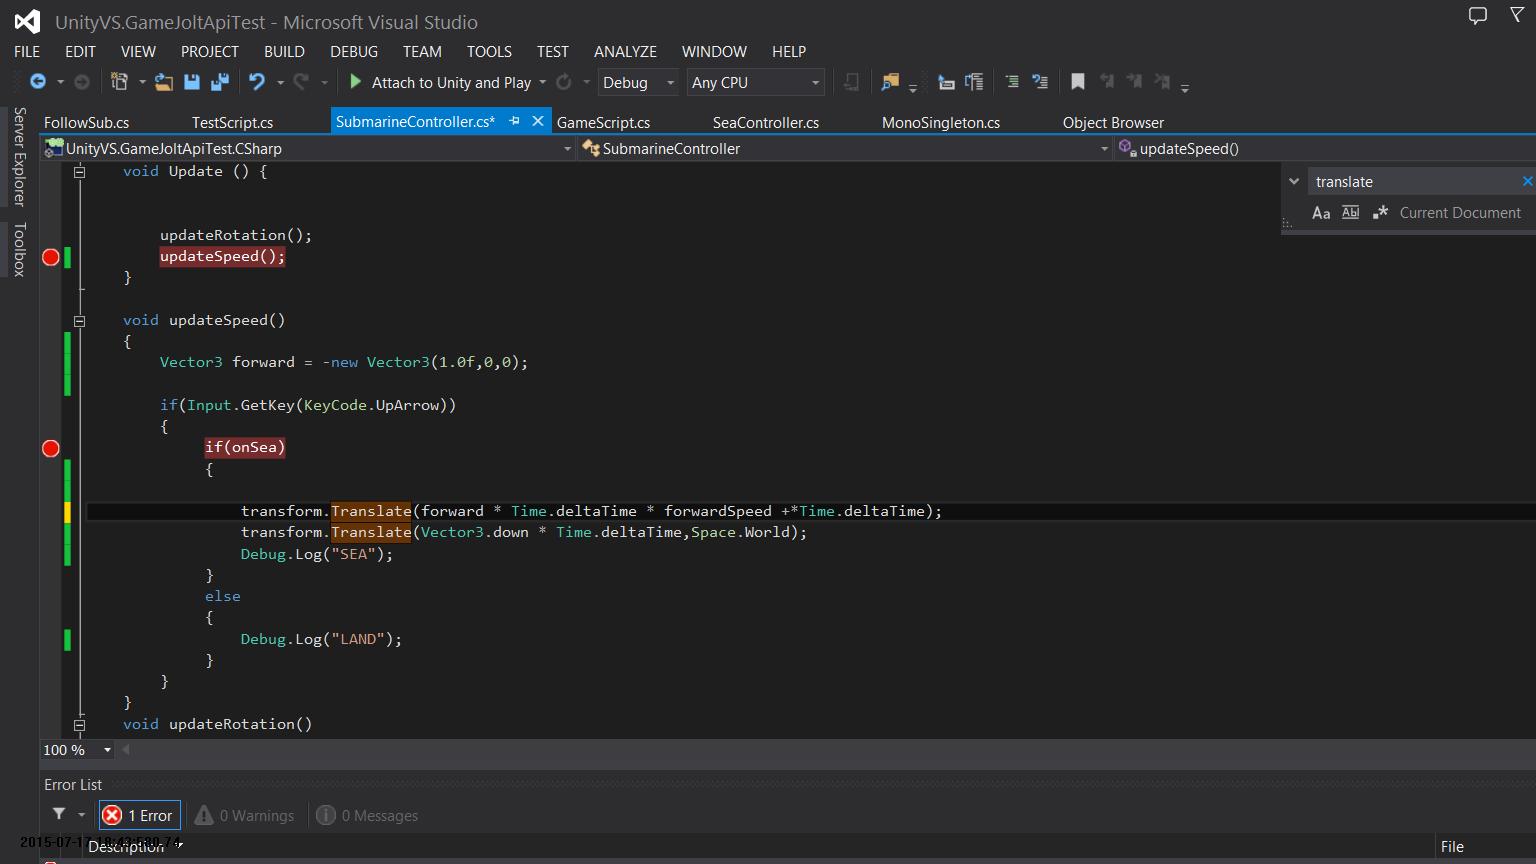 UnityVS.GameJoltApiTest - Microsoft Visual Studio
FILE EDIT VIEW PROJECT BUILD DEBUG TEAM TOOLS TEST ANALYZE WINDOW HELP
Attach to Unity and Play Debug Any CPU
Server Explorer
Toolbox
FollowSub.cs TestScript.cs SubmarineController.cs* GameScript.cs SeaController.cs MonoSingleton.cs Object Browser
UnityVS.GameJoltApiTest.CSharp SubmarineController updateSpeed()
translate
Aa Abl .* Current Document
void Update () {
updateRotation();
updateSpeed();
}
void updateSpeed()
{
Vector3 forward = -new Vector3(1.0f,0,0);
if(Input.GetKey(KeyCode.UpArrow))
{
if(onSea)
{
transform.Translate(forward * Time.deltaTime * forwardSpeed +*Time.deltaTime);
transform.Translate(Vector3.down * Time.deltaTime,Space.World);
Debug.Log("SEA");
}
else
{
Debug.Log("LAND");
}
}
}
void updateRotation()
100 %
Error List
1 Error 0 Warnings 0 Messages
Description File